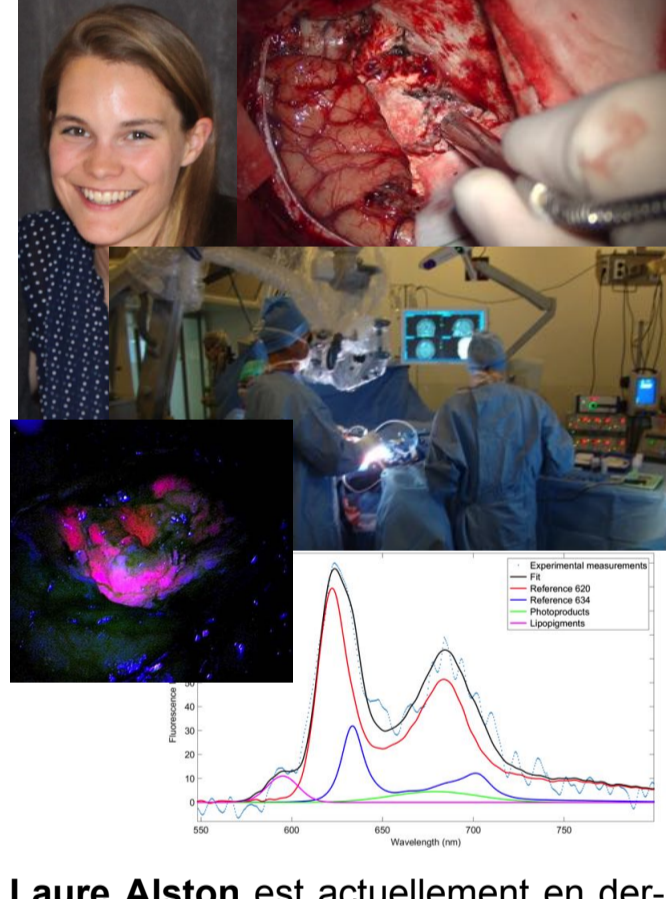 Experimental measurements
Fit
Reference 620
Reference 634
Photoproducts
Lipopigments
Fluorescence
40
30
20
10
0
550
600
650
700
750
Wavelength (nm)
Laure Alston est actuellement en der-